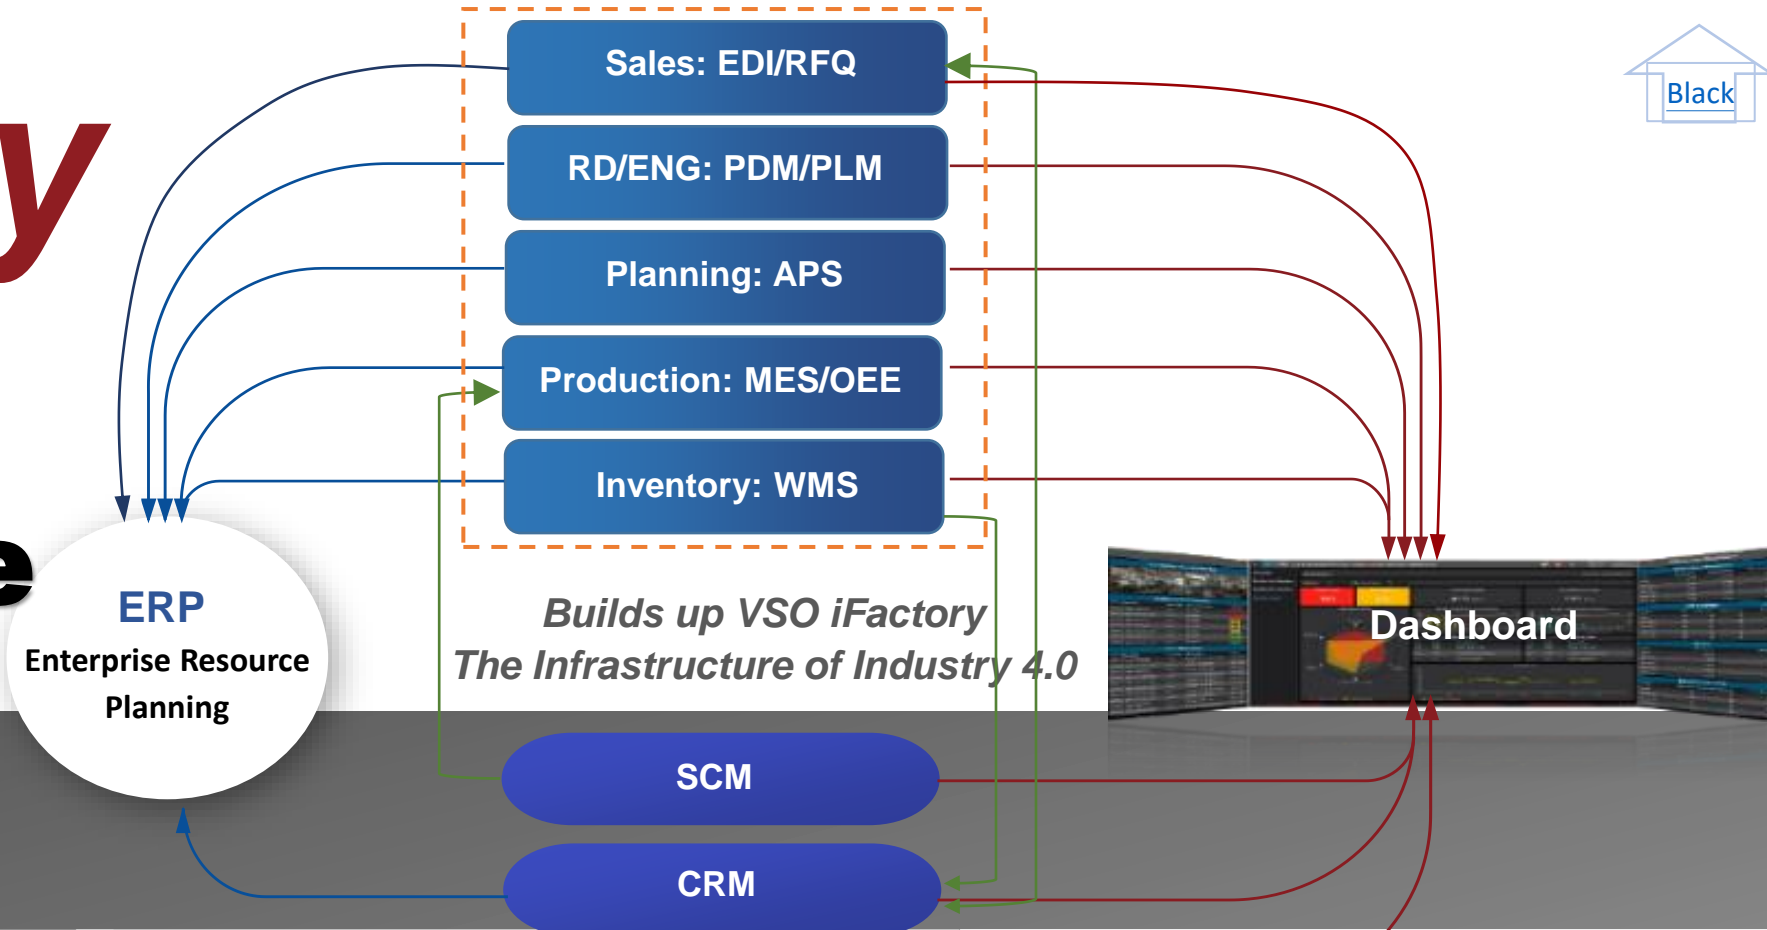 Sales: EDI/RFQ
Black
y
RD/ENG: PDM/PLM
Planning: APS
Production: MES/OEE
Inventory: WMS
e
ERP
Enterprise Resource
Planning
Builds up VSO iFactory
The Infrastructure of Industry 4.0
Dashboard
SCM
CRM